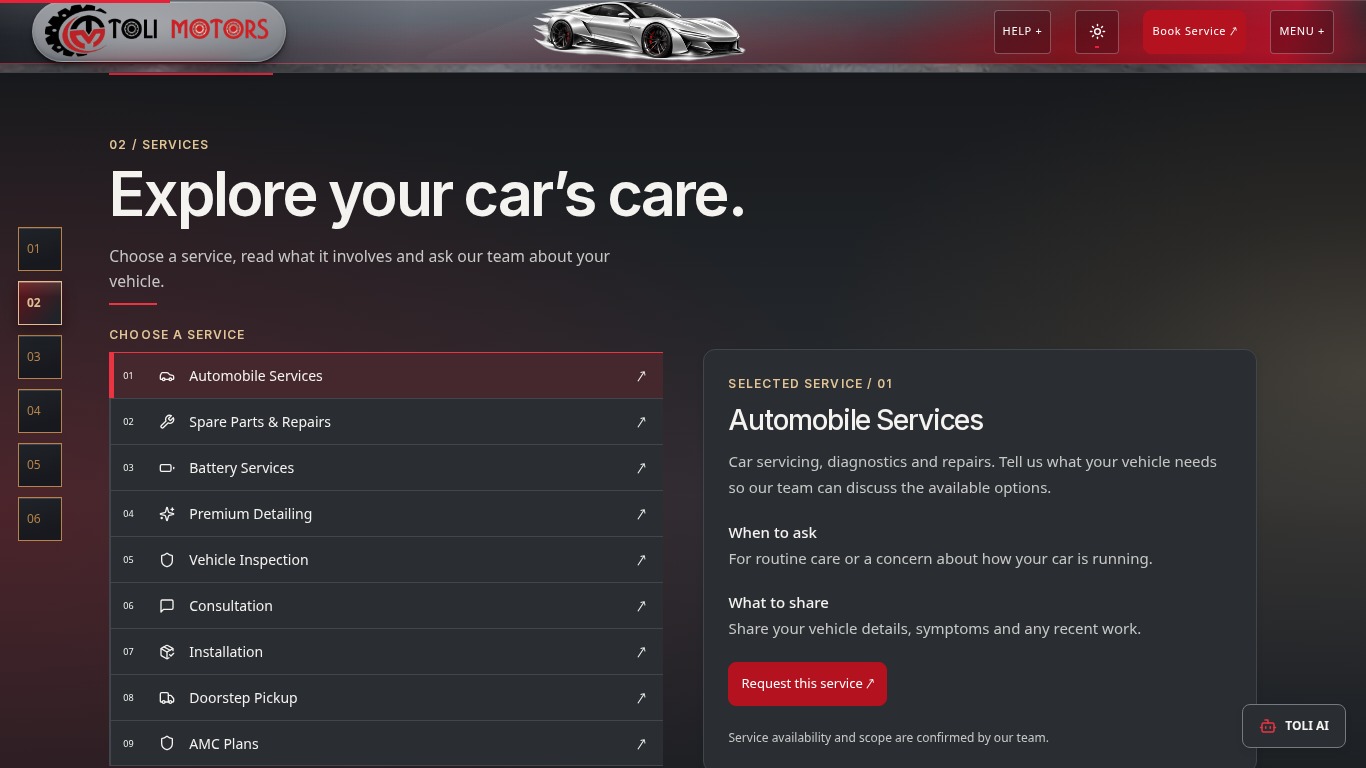 TOLI MOTORS
HELP +
Book Service ↗
MENU +
02 / SERVICES
Explore your car’s care.
Choose a service, read what it involves and ask our team about your
vehicle.
01
02
03
04
05
06
CHOOSE A SERVICE
01 Automobile Services ↗
02 Spare Parts & Repairs ↗
03 Battery Services ↗
04 Premium Detailing ↗
05 Vehicle Inspection ↗
06 Consultation ↗
07 Installation ↗
08 Doorstep Pickup ↗
09 AMC Plans ↗
SELECTED SERVICE / 01
Automobile Services
Car servicing, diagnostics and repairs. Tell us what your vehicle needs
so our team can discuss the available options.
When to ask
For routine care or a concern about how your car is running.
What to share
Share your vehicle details, symptoms and any recent work.
Request this service ↗
Service availability and scope are confirmed by our team.
TOLI AI